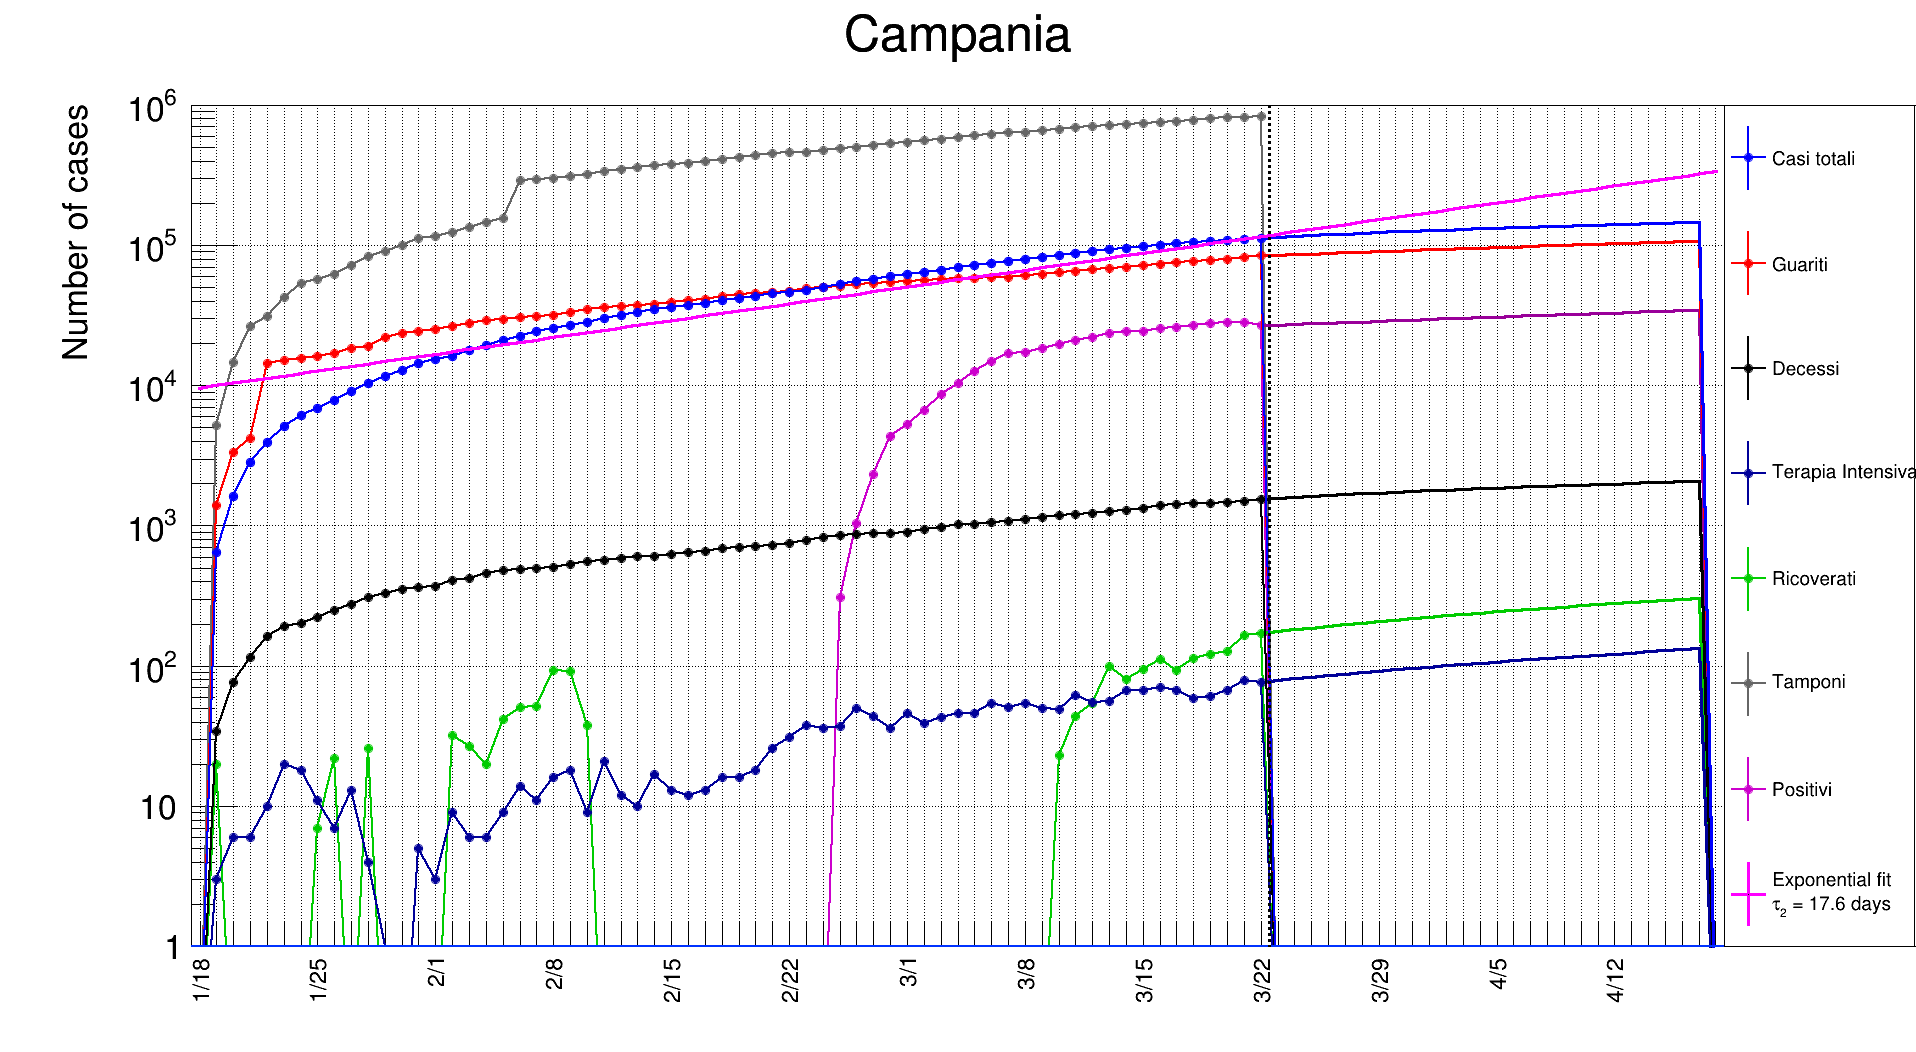 Campania
Number of cases
10^6
10^5
10^4
10^3
10^2
10
1
1/18
1/25
2/1
2/8
2/15
2/22
3/1
3/8
3/15
3/22
3/29
4/5
4/12
Casi totali
Guariti
Decessi
Terapia Intensiva
Ricoverati
Tamponi
Positivi
Exponential fit
τ₂ = 17.6 days